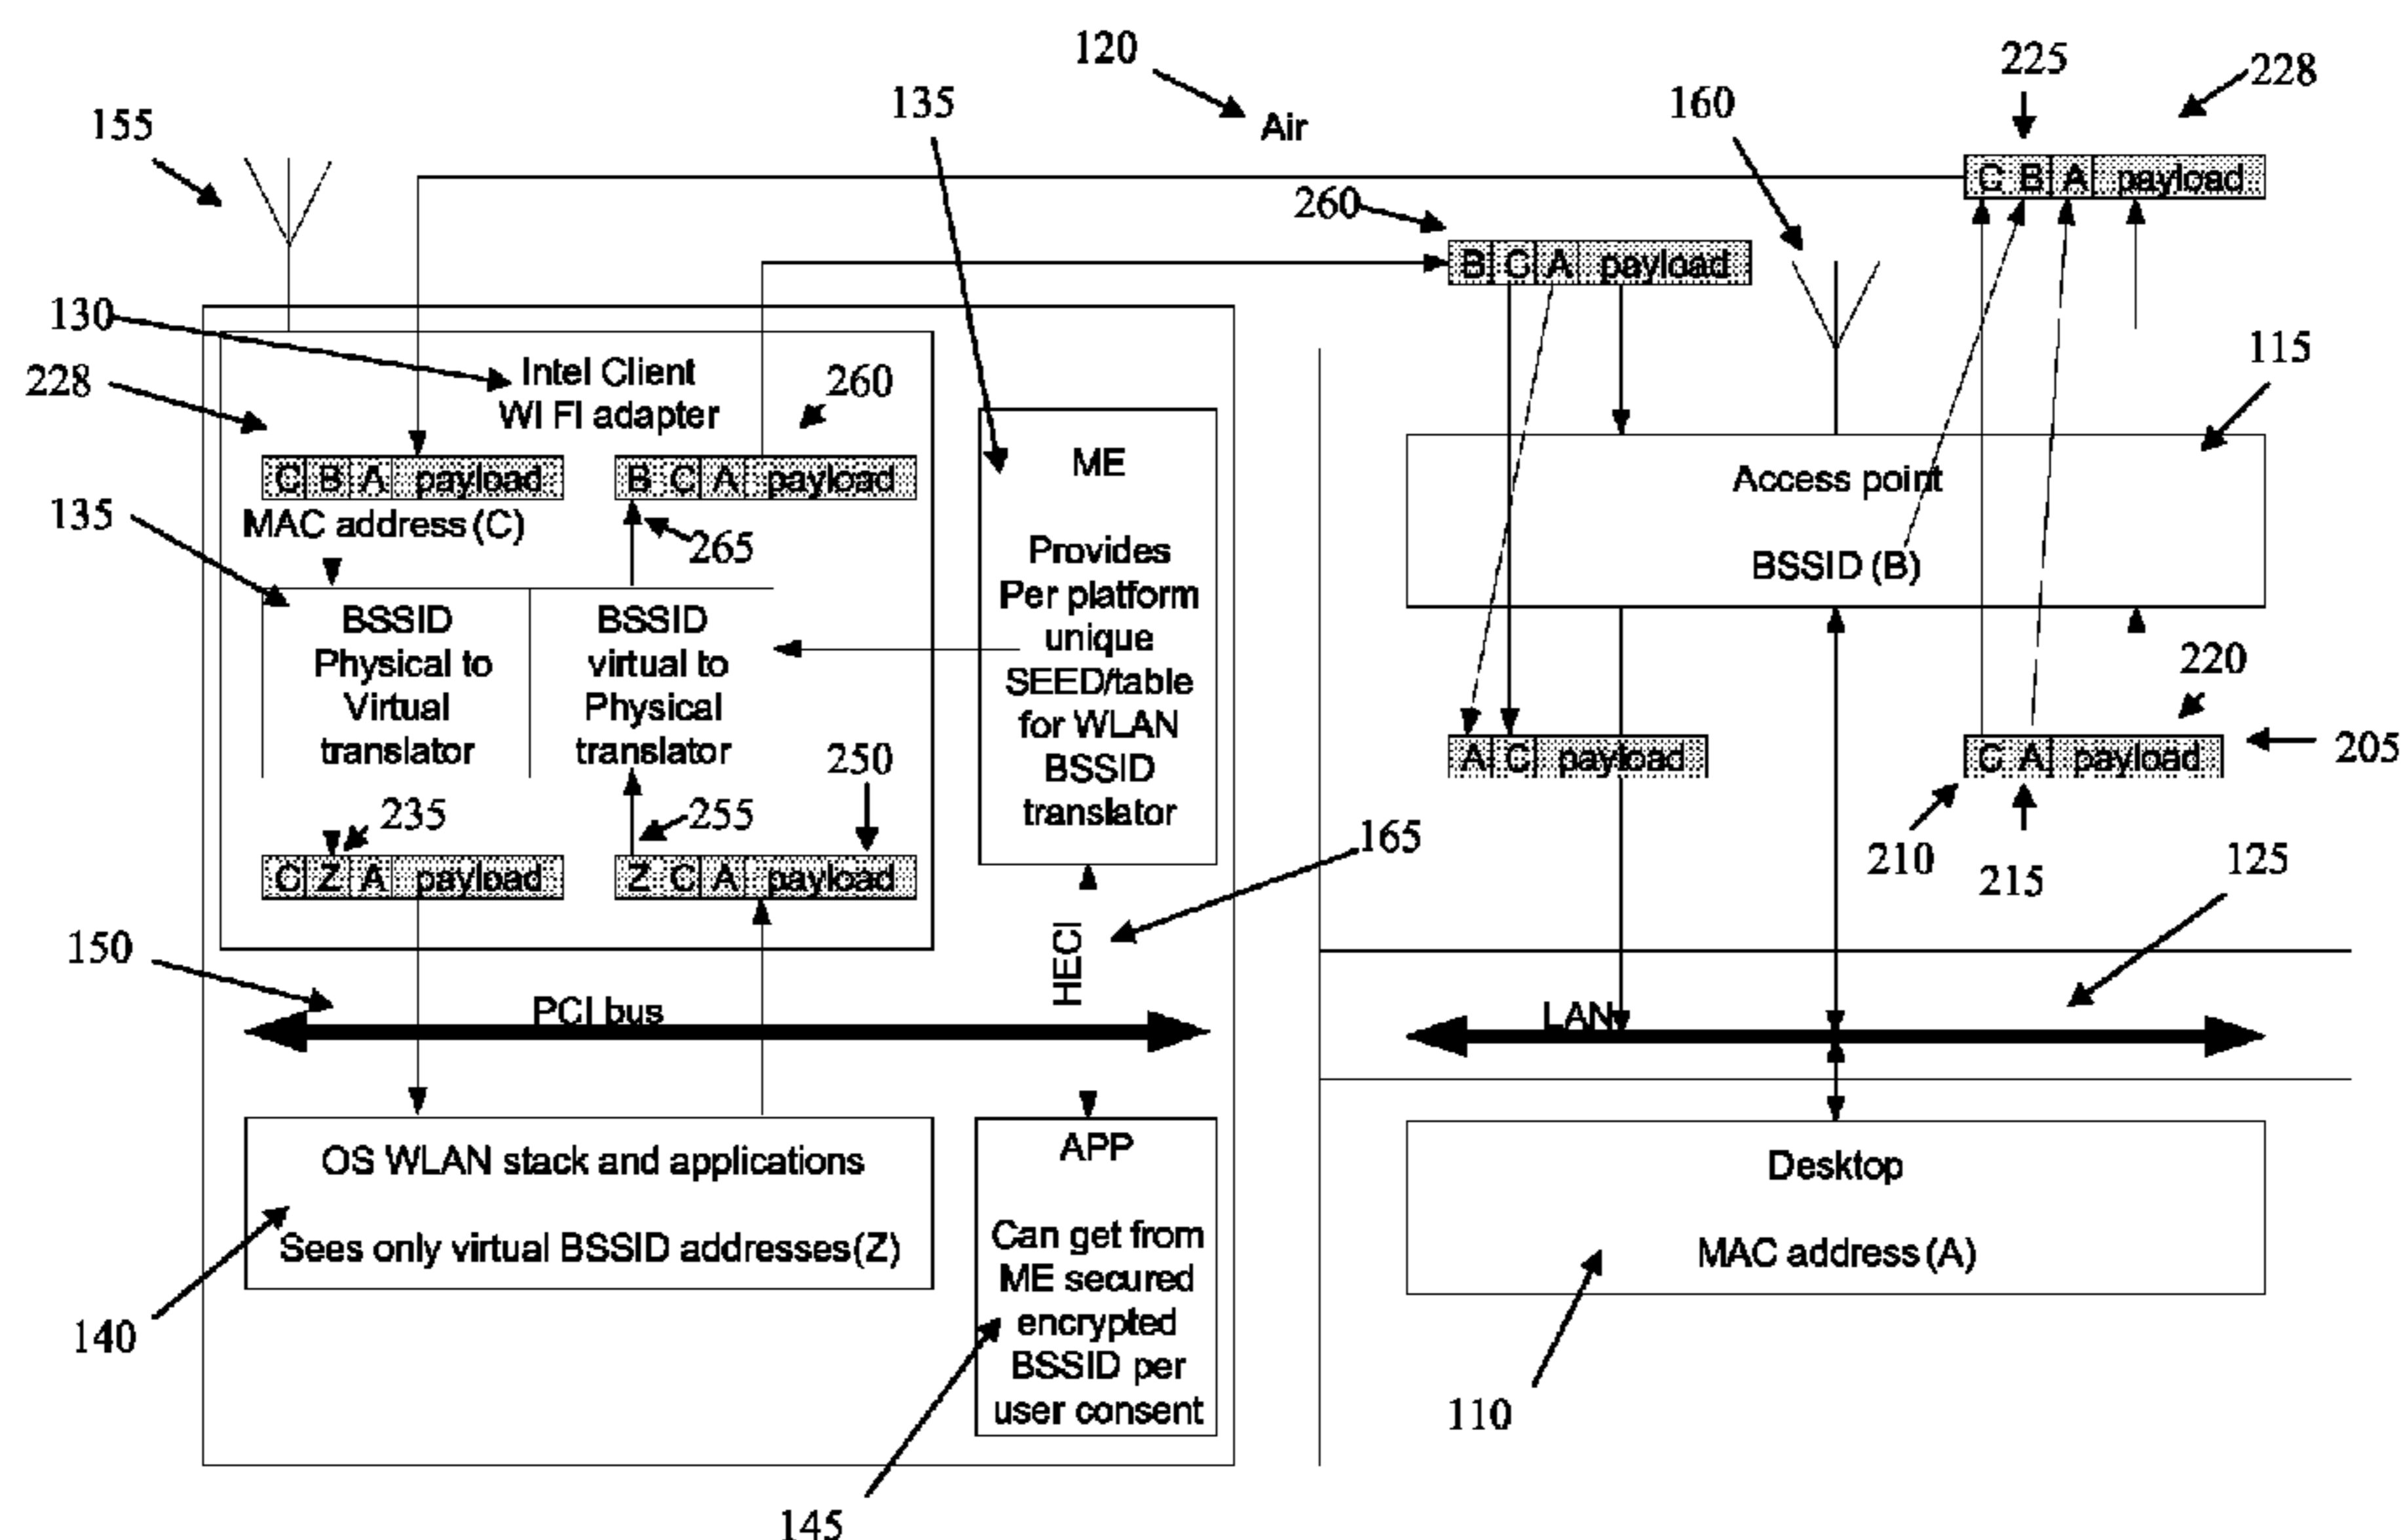 120
225
228
155
135
Air
160
C B A payload
260
B C A payload
130
228
Intel Client
WI FI adapter
260
115
C B A payload
B C A payload
ME
Access point
135
MAC address (C)
265
Provides
Per platform
unique
SEED/table
for WLAN
BSSID
translator
BSSID (B)
BSSID
Physical to
Virtual
translator
BSSID
virtual to
Physical
translator
220
250
A C payload
C A payload
205
235
255
165
210
215
125
C Z A payload
Z C A payload
150
HECI
PCI bus
LAN
OS WLAN stack and applications
Sees only virtual BSSID addresses (Z)
APP
Can get from
ME secured
encrypted
BSSID per
user consent
Desktop
MAC address (A)
140
110
145